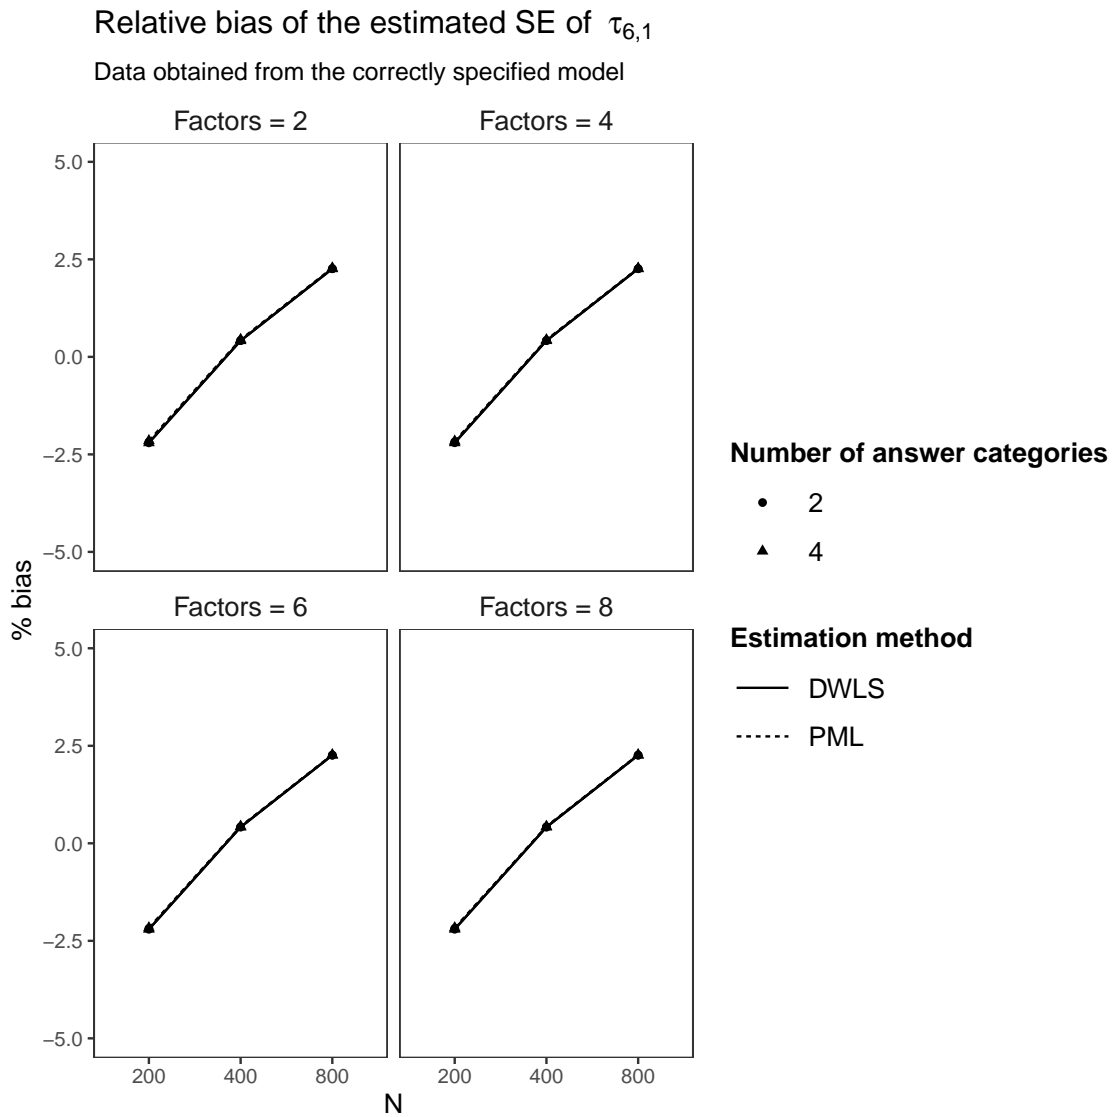 Relative bias of the estimated SE of τ6,1
Data obtained from the correctly specified model
Factors = 2
Factors = 4
5.0
2.5
0.0
−2.5
−5.0
Factors = 6
Factors = 8
5.0
2.5
0.0
−2.5
−5.0
200 400 800
200 400 800
% bias
N
Number of answer categories
2
4
Estimation method
DWLS
PML